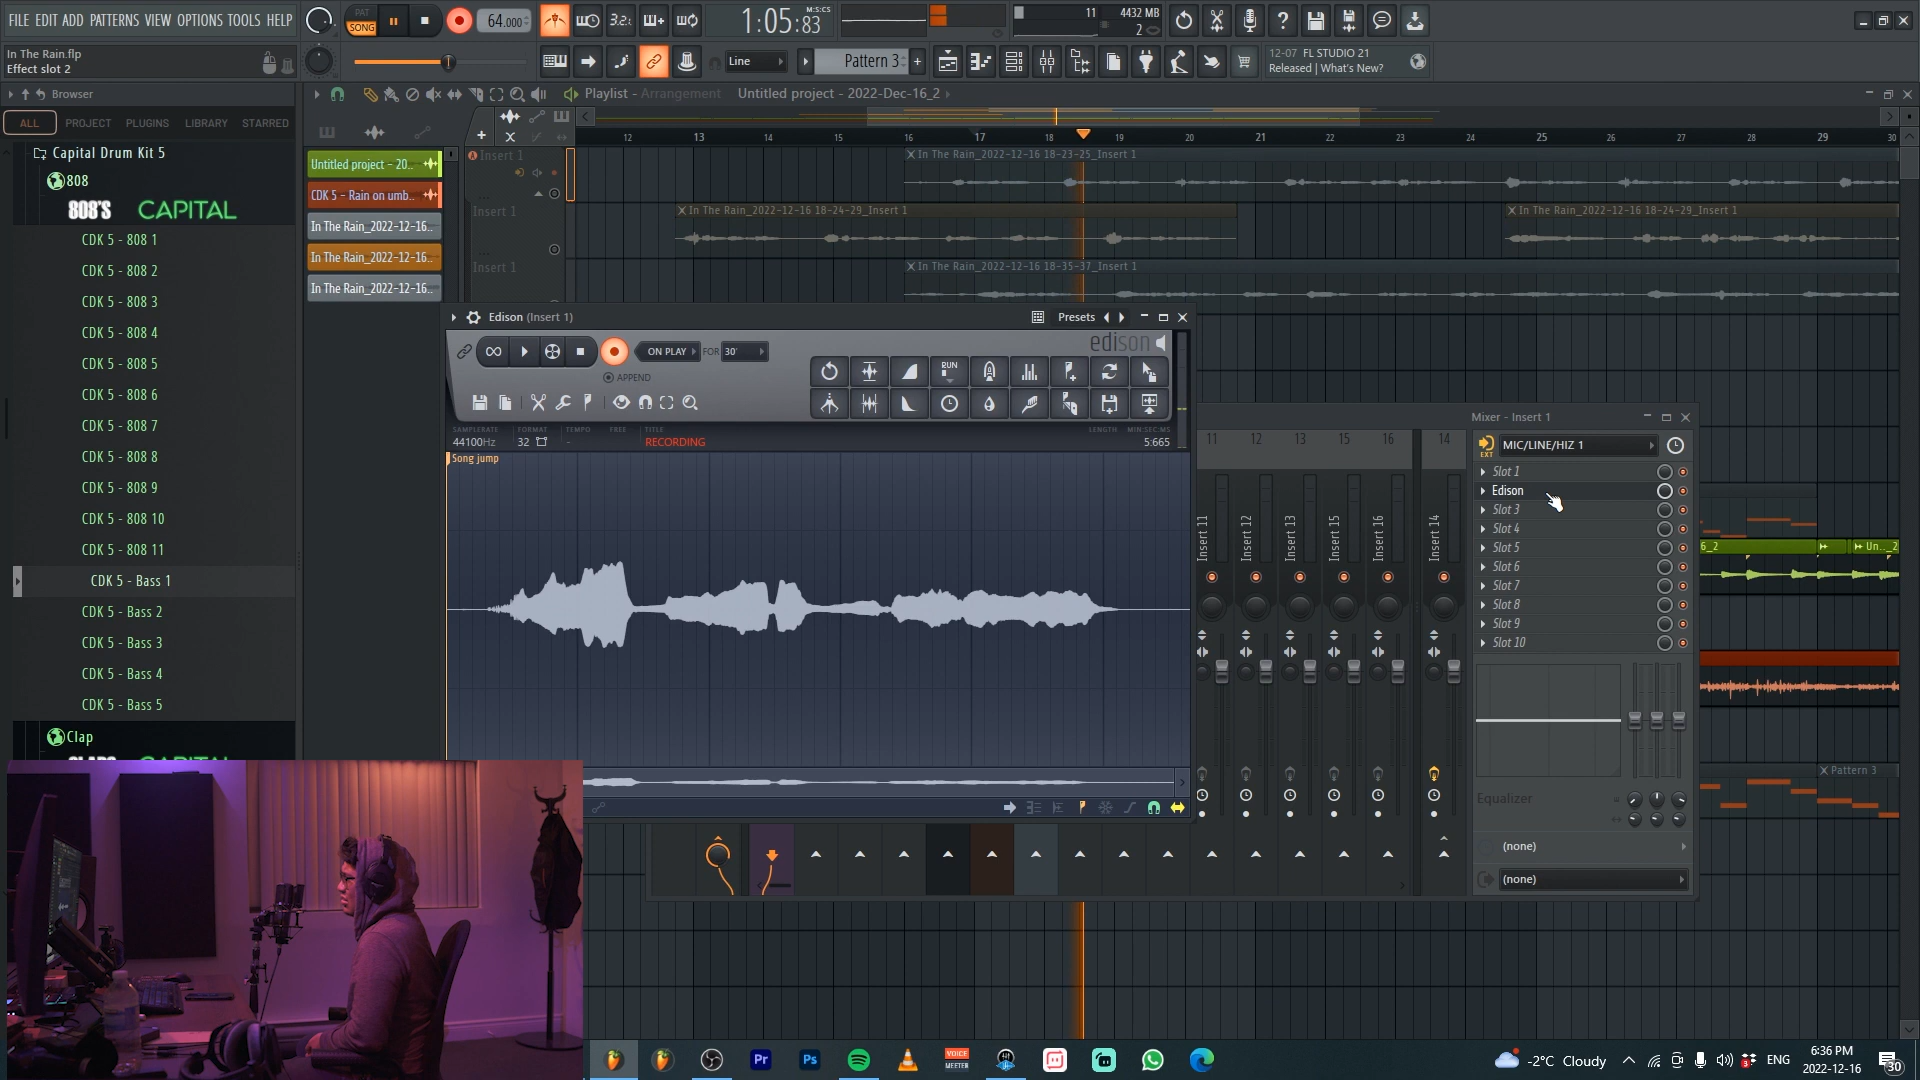 FILE EDIT ADD PATTERNS VIEW OPTIONS TOOLS HELP
In The Rain.flp
Effect slot 2
PAT
SONG
64.000
3.2.
1:05:83
M:S:CS
11
4432 MB
2
Line
Pattern 3
12-07 FL STUDIO 21
Released | What's New?
Browser
Playlist - Arrangement
Untitled project - 2022-Dec-16_2
ALL
PROJECT
PLUGINS
LIBRARY
STARRED
Capital Drum Kit 5
808
808'S CAPITAL
CDK 5 - 808 1
CDK 5 - 808 2
CDK 5 - 808 3
CDK 5 - 808 4
CDK 5 - 808 5
CDK 5 - 808 6
CDK 5 - 808 7
CDK 5 - 808 8
CDK 5 - 808 9
CDK 5 - 808 10
CDK 5 - 808 11
CDK 5 - Bass 1
CDK 5 - Bass 2
CDK 5 - Bass 3
CDK 5 - Bass 4
CDK 5 - Bass 5
Clap
Untitled project - 20..
CDK 5 - Rain on umb..
In The Rain_2022-12-16..
In The Rain_2022-12-16..
In The Rain_2022-12-16..
12 13 14 15 16 17 18 19 20 21 22 23 24 25 26 27 28 29 30
Insert 1
Insert 1
Insert 1
In The Rain_2022-12-16 18-23-25_Insert 1
In The Rain_2022-12-16 18-24-29_Insert 1
In The Rain_2022-12-16 18-24-29_Insert 1
In The Rain_2022-12-16 18-35-37_Insert 1
Edison (Insert 1)
Presets
edison
ON PLAY
FOR
30'
APPEND
RUN
SAMPLERATE
44100Hz
FORMAT
32
TEMPO
-
FREE
TITLE
RECORDING
LENGTH
MIN:SEC:MS
5:665
Song jump
Mixer - Insert 1
11 12 13 15 16 14
Insert 11
Insert 12
Insert 13
Insert 15
Insert 16
Insert 14
EXT
MIC/LINE/HIZ 1
Slot 1
Edison
Slot 3
Slot 4
Slot 5
Slot 6
Slot 7
Slot 8
Slot 9
Slot 10
Equalizer
(none)
(none)
6_2
Un.._2
Pattern 3
Pr
Ps
VOICE
MEETER
-2°C Cloudy
3
ENG
6:36 PM
2022-12-16
30